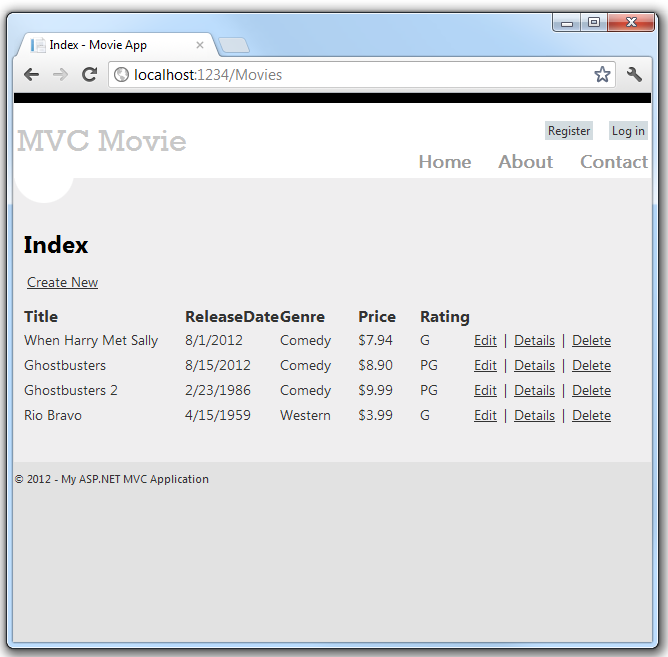 Index - Movie App
localhost:1234/Movies
Register Log in
MVC Movie
Home About Contact
Index
Create New
Title ReleaseDate Genre Price Rating
When Harry Met Sally 8/1/2012 Comedy $7.94 G Edit | Details | Delete
Ghostbusters 8/15/2012 Comedy $8.90 PG Edit | Details | Delete
Ghostbusters 2 2/23/1986 Comedy $9.99 PG Edit | Details | Delete
Rio Bravo 4/15/1959 Western $3.99 G Edit | Details | Delete
© 2012 - My ASP.NET MVC Application